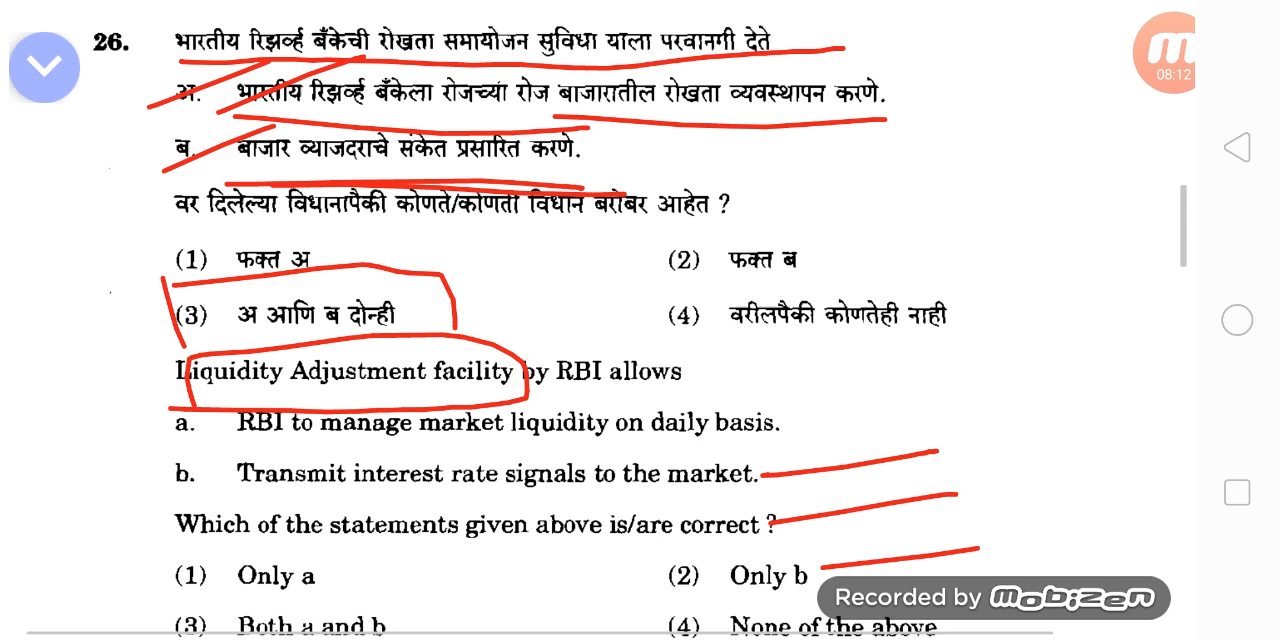 26. भारतीय रिझर्व्ह बँकेची रोखता समायोजन सुविधा याला परवानगी देते
08:12
अ. भारतीय रिझर्व्ह बँकेला रोजच्या रोज बाजारातील रोखता व्यवस्थापन करणे.
ब. बाजार व्याजदराचे संकेत प्रसारित करणे.
वर दिलेल्या विधानापैकी कोणते/कोणती विधान बरोबर आहेत ?
(1) फक्त अ (2) फक्त ब
(3) अ आणि ब दोन्ही (4) वरीलपैकी कोणतेही नाही
Liquidity Adjustment facility by RBI allows
a. RBI to manage market liquidity on daily basis.
b. Transmit interest rate signals to the market.
Which of the statements given above is/are correct ?
(1) Only a (2) Only b
Recorded by mobizen
(3) Both a and b (4) None of the above